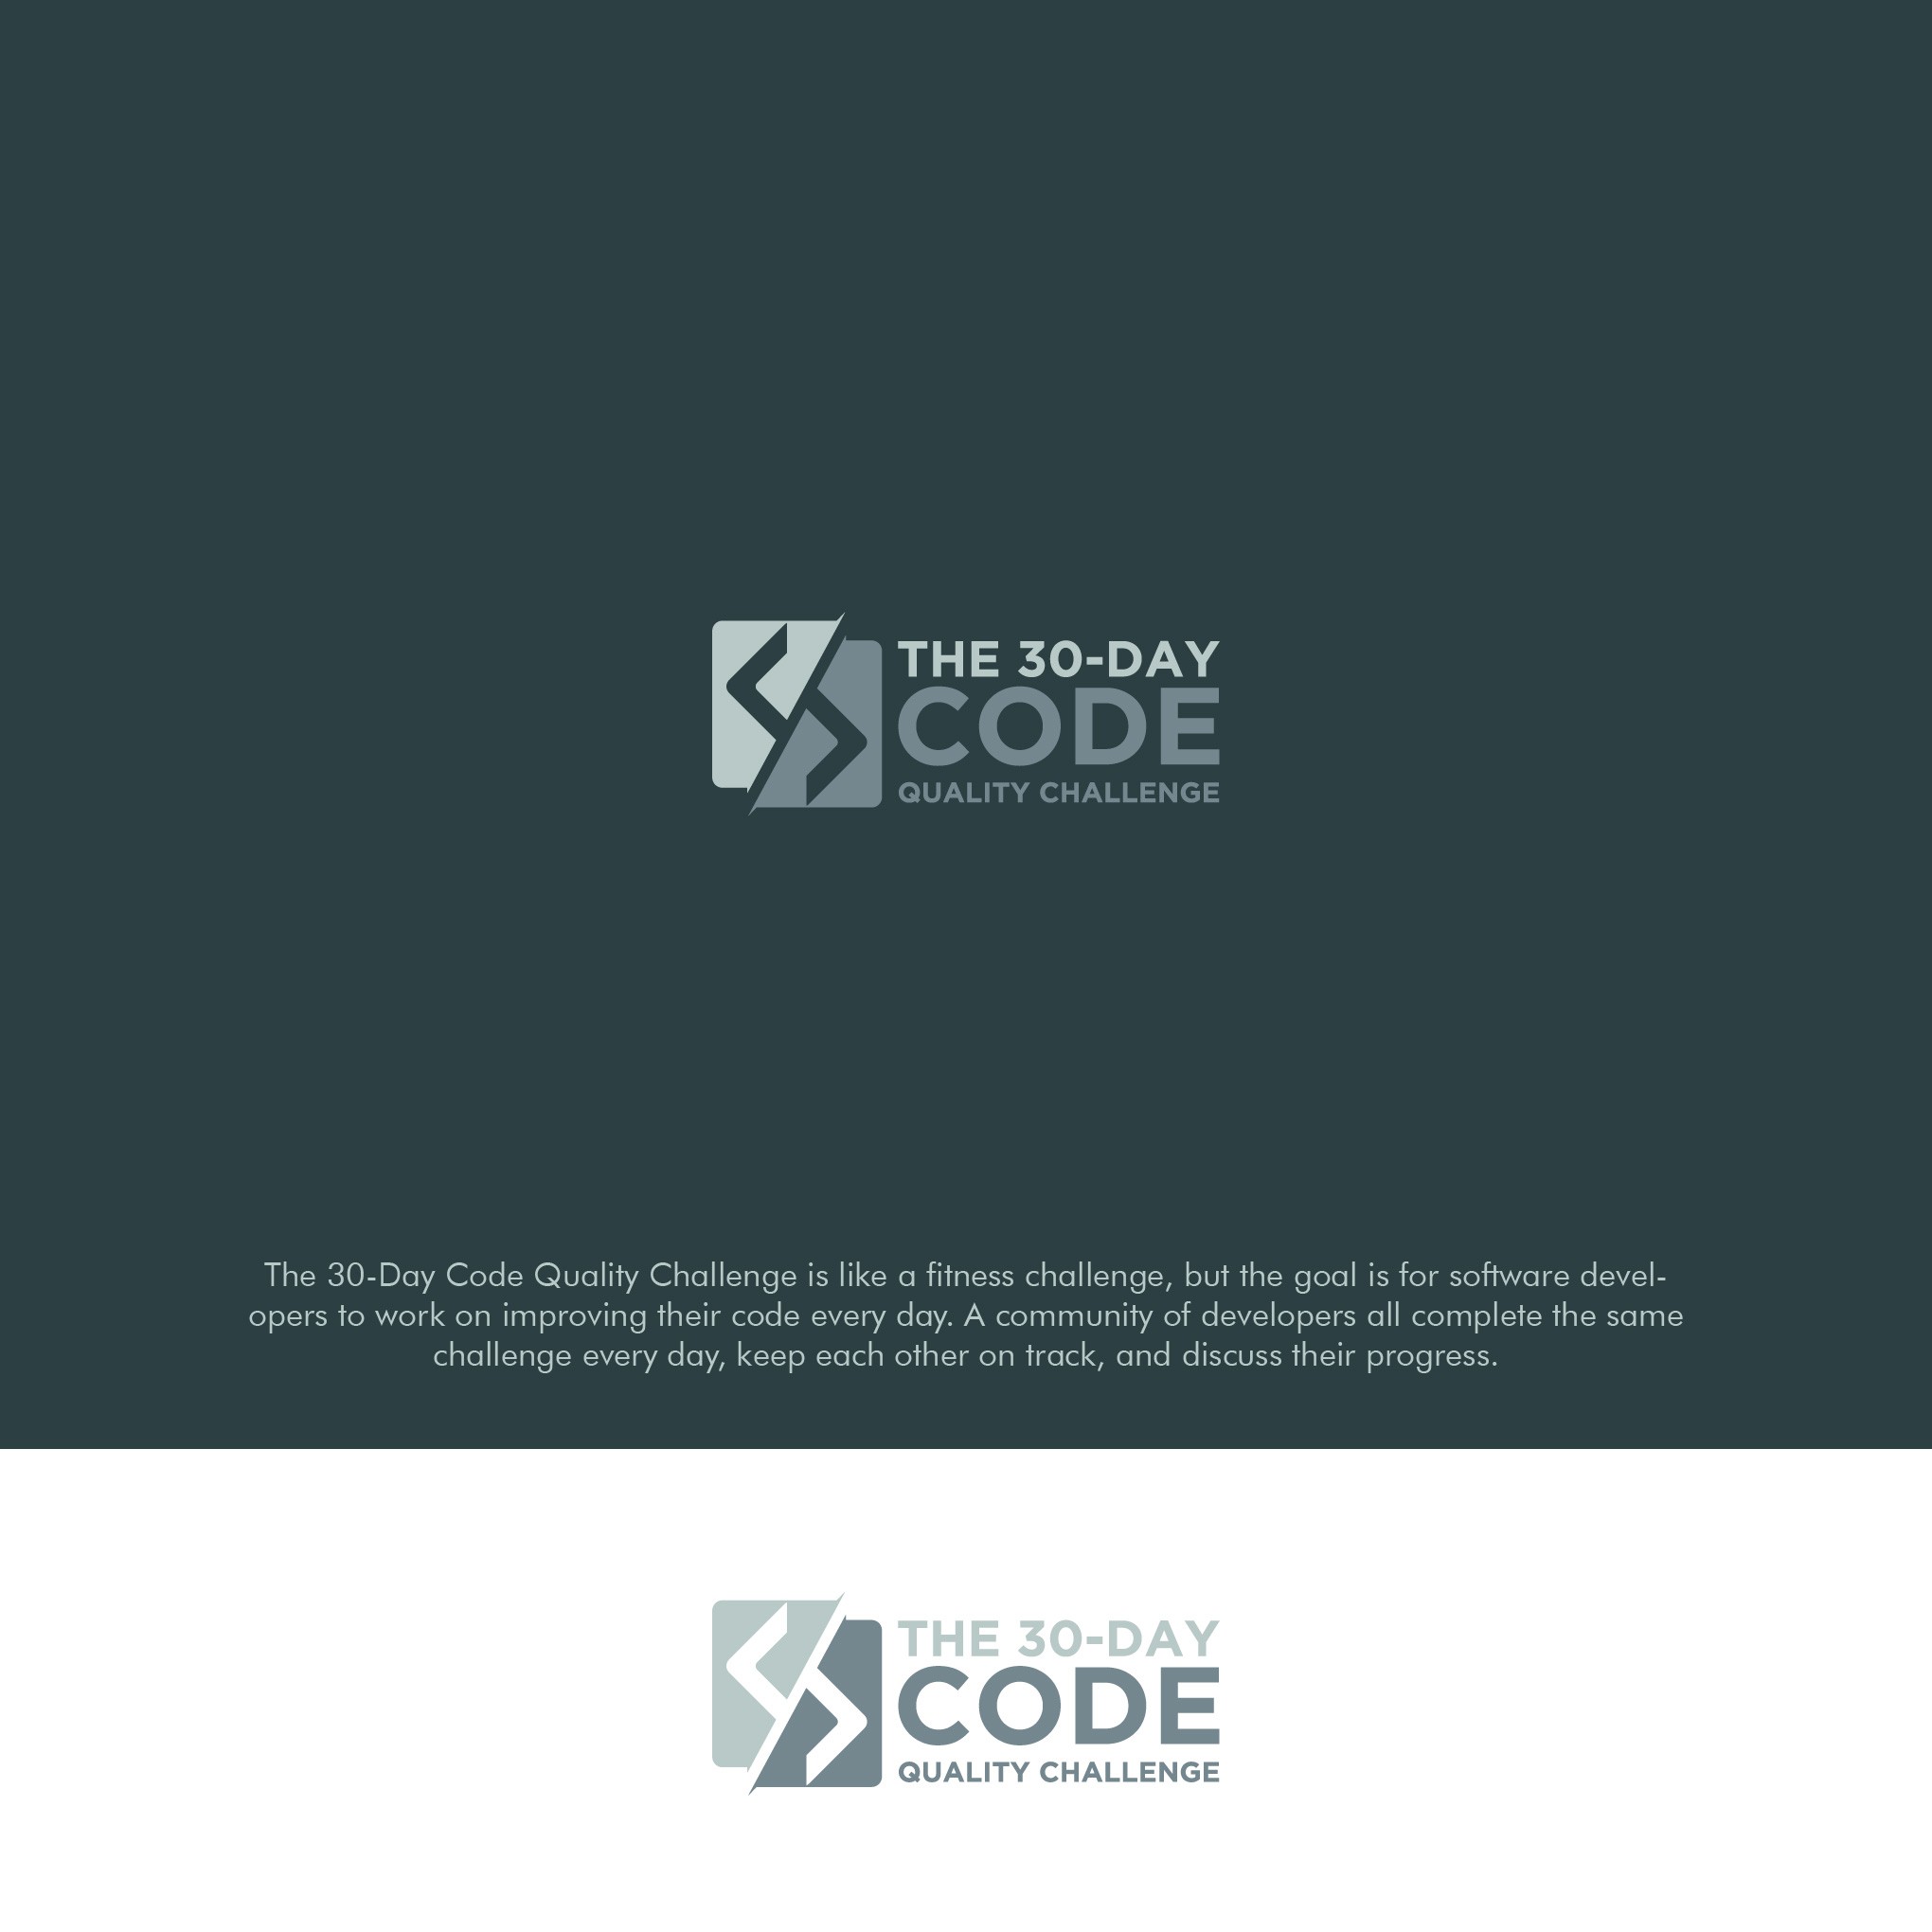 THE 30-DAY
CODE
QUALITY CHALLENGE
The 30-Day Code Quality Challenge is like a fitness challenge, but the goal is for software devel-
opers to work on improving their code every day. A community of developers all complete the same
challenge every day, keep each other on track, and discuss their progress.
THE 30-DAY
CODE
QUALITY CHALLENGE